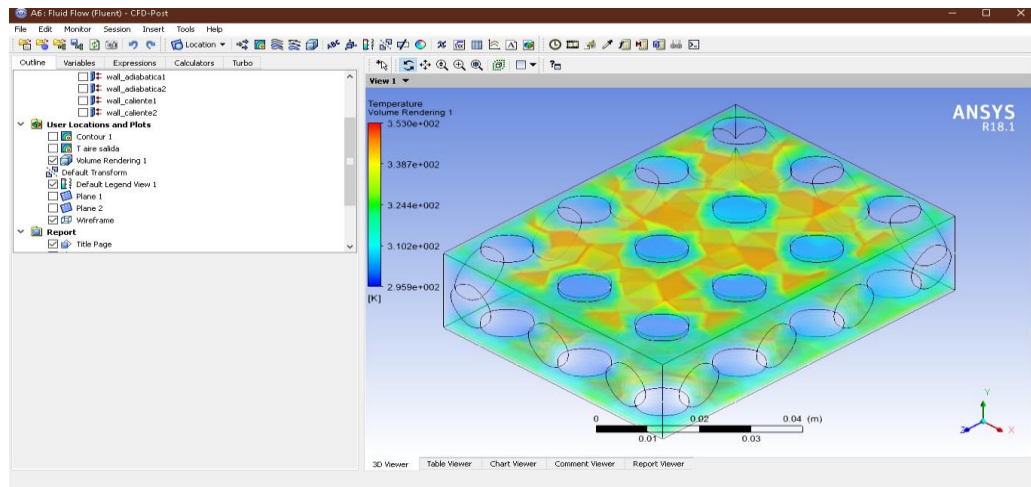 A6 : Fluid Flow (Fluent) - CFD-Post
File Edit Monitor Session Insert Tools Help
Location
Outline Variables Expressions Calculators Turbo
wall_adiabatica1
wall_adiabatica2
wall_caliente1
wall_caliente2
User Locations and Plots
Contour 1
T aire salida
Volume Rendering 1
Default Transform
Default Legend View 1
Plane 1
Plane 2
Wireframe
Report
Title Page
View 1
Temperature
Volume Rendering 1
3.530e+002
3.387e+002
3.244e+002
3.102e+002
2.959e+002
[K]
ANSYS
R18.1
0 0.02 0.04 (m)
0.01 0.03
Y
Z X
3D Viewer Table Viewer Chart Viewer Comment Viewer Report Viewer